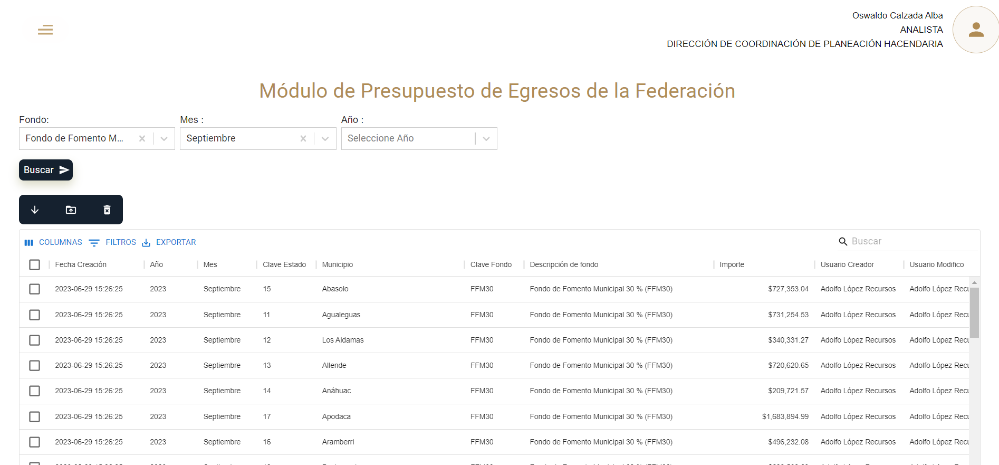 Oswaldo Calzada Alba
ANALISTA
DIRECCIÓN DE COORDINACIÓN DE PLANEACIÓN HACENDARIA
Módulo de Presupuesto de Egresos de la Federación
Fondo: Mes : Año :
Fondo de Fomento M... Septiembre Seleccione Año
Buscar
COLUMNAS FILTROS EXPORTAR Buscar
Fecha Creación Año Mes Clave Estado Municipio Clave Fondo Descripción de fondo Importe Usuario Creador Usuario Modifico
2023-06-29 15:26:25 2023 Septiembre 15 Abasolo FFM30 Fondo de Fomento Municipal 30 % (FFM30) $727,353.04 Adolfo López Recursos Adolfo López Recu
2023-06-29 15:26:25 2023 Septiembre 11 Agualeguas FFM30 Fondo de Fomento Municipal 30 % (FFM30) $731,254.53 Adolfo López Recursos Adolfo López Recu
2023-06-29 15:26:25 2023 Septiembre 12 Los Aldamas FFM30 Fondo de Fomento Municipal 30 % (FFM30) $340,331.27 Adolfo López Recursos Adolfo López Recu
2023-06-29 15:26:25 2023 Septiembre 13 Allende FFM30 Fondo de Fomento Municipal 30 % (FFM30) $720,620.65 Adolfo López Recursos Adolfo López Recu
2023-06-29 15:26:25 2023 Septiembre 14 Anáhuac FFM30 Fondo de Fomento Municipal 30 % (FFM30) $209,721.57 Adolfo López Recursos Adolfo López Recu
2023-06-29 15:26:25 2023 Septiembre 17 Apodaca FFM30 Fondo de Fomento Municipal 30 % (FFM30) $1,683,894.99 Adolfo López Recursos Adolfo López Recu
2023-06-29 15:26:25 2023 Septiembre 16 Aramberri FFM30 Fondo de Fomento Municipal 30 % (FFM30) $496,232.08 Adolfo López Recursos Adolfo López Recu